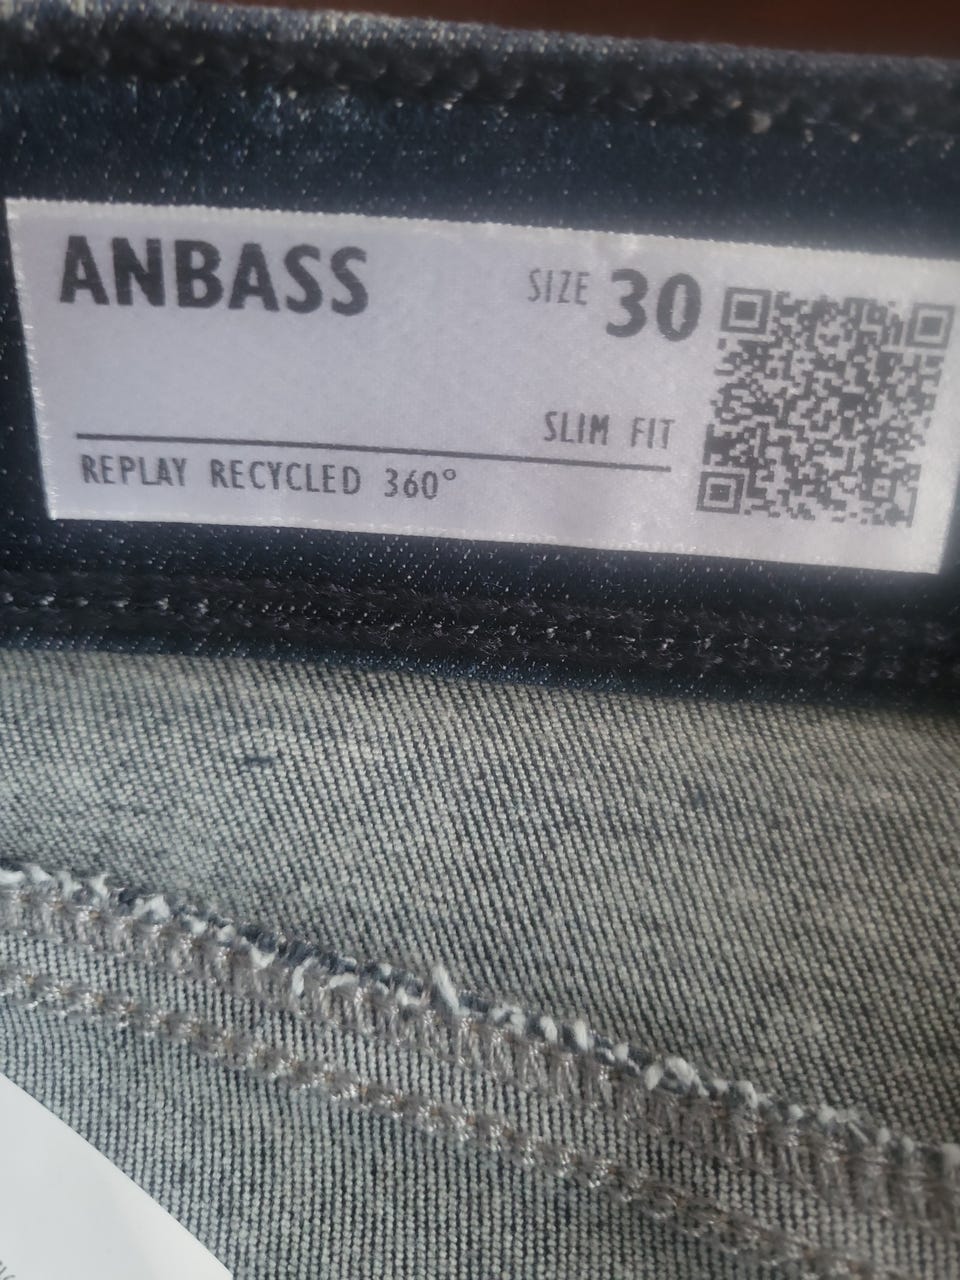 ANBASS
SIZE 30
SLIM FIT
REPLAY RECYCLED 360°